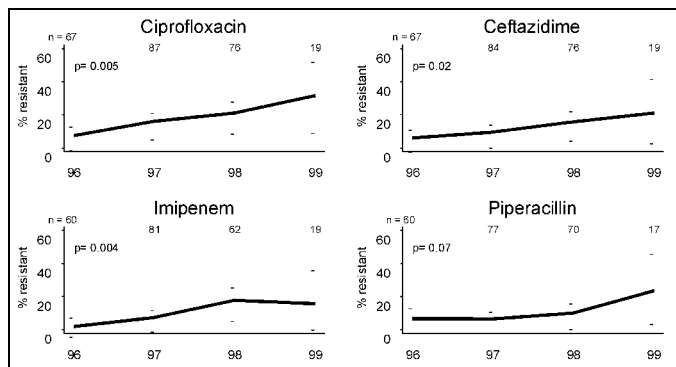 Ciprofloxacin
n = 67 87 76 19
60
p= 0.005
40
20
0
% resistant
96 97 98 99
Ceftazidime
n = 67 84 76 19
60
p= 0.02
40
20
0
% resistant
96 97 98 99
Imipenem
n = 60 81 62 19
60
p= 0.004
40
20
0
% resistant
96 97 98 99
Piperacillin
n = 60 77 70 17
60
p= 0.07
40
20
0
% resistant
96 97 98 99